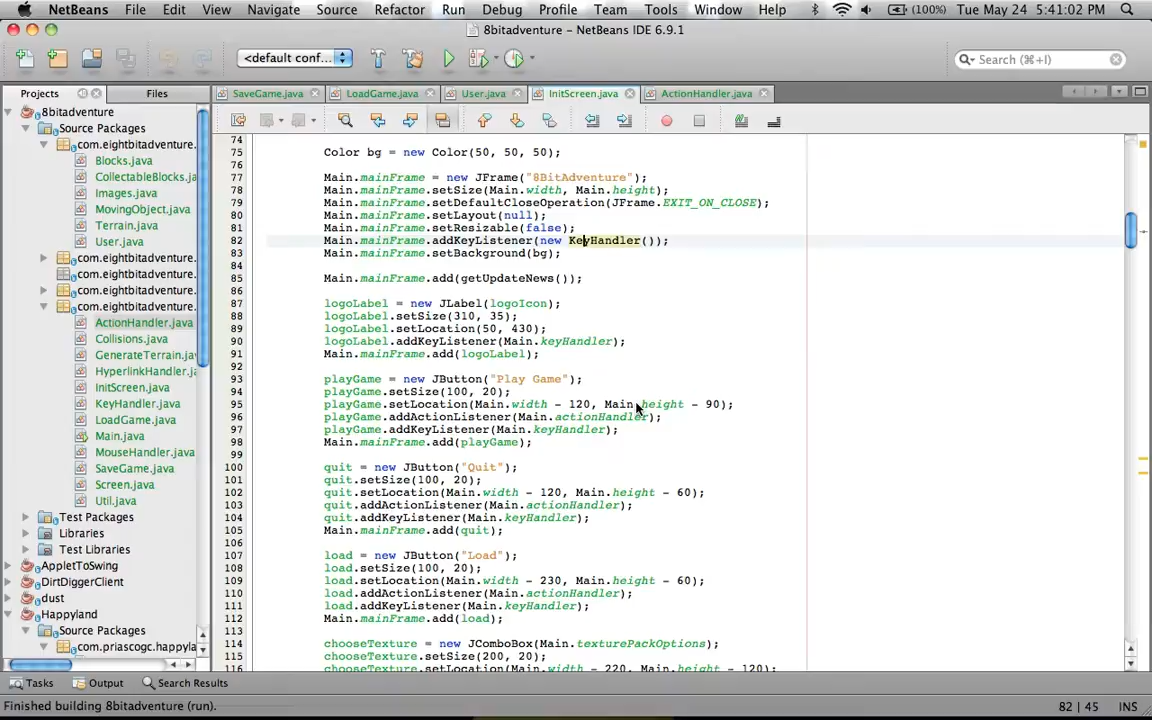 NetBeans File Edit View Navigate Source Refactor Run Debug Profile Team Tools Window Help (100%) Tue May 24 5:41:02 PM
8bitadventure – NetBeans IDE 6.9.1
<default conf... Search (⌘+I)
Projects Files SaveGame.java LoadGame.java User.java InitScreen.java ActionHandler.java
8bitadventure
Source Packages
com.eightbitadventure.
Blocks.java
CollectableBlocks.ja
Images.java
MovingObject.java
Terrain.java
User.java
com.eightbitadventure.
com.eightbitadventure.
com.eightbitadventure.
com.eightbitadventure.
ActionHandler.java
Collisions.java
GenerateTerrain.jav
HyperlinkHandler.ja
InitScreen.java
KeyHandler.java
LoadGame.java
Main.java
MouseHandler.java
SaveGame.java
Screen.java
Util.java
Test Packages
Libraries
Test Libraries
AppletToSwing
DirtDiggerClient
dust
Happyland
Source Packages
com.priascogc.happyla
74
75 Color bg = new Color(50, 50, 50);
76
77 Main.mainFrame = new JFrame("8BitAdventure");
78 Main.mainFrame.setSize(Main.width, Main.height);
79 Main.mainFrame.setDefaultCloseOperation(JFrame.EXIT_ON_CLOSE);
80 Main.mainFrame.setLayout(null);
81 Main.mainFrame.setResizable(false);
82 Main.mainFrame.addKeyListener(new KeyHandler());
83 Main.mainFrame.setBackground(bg);
84
85 Main.mainFrame.add(getUpdateNews());
86
87 logoLabel = new JLabel(logoIcon);
88 logoLabel.setSize(310, 35);
89 logoLabel.setLocation(50, 430);
90 logoLabel.addKeyListener(Main.keyHandler);
91 Main.mainFrame.add(logoLabel);
92
93 playGame = new JButton("Play Game");
94 playGame.setSize(100, 20);
95 playGame.setLocation(Main.width - 120, Main.height - 90);
96 playGame.addActionListener(Main.actionHandler);
97 playGame.addKeyListener(Main.keyHandler);
98 Main.mainFrame.add(playGame);
99
100 quit = new JButton("Quit");
101 quit.setSize(100, 20);
102 quit.setLocation(Main.width - 120, Main.height - 60);
103 quit.addActionListener(Main.actionHandler);
104 quit.addKeyListener(Main.keyHandler);
105 Main.mainFrame.add(quit);
106
107 load = new JButton("Load");
108 load.setSize(100, 20);
109 load.setLocation(Main.width - 230, Main.height - 60);
110 load.addActionListener(Main.actionHandler);
111 load.addKeyListener(Main.keyHandler);
112 Main.mainFrame.add(load);
113
114 chooseTexture = new JComboBox(Main.texturePackOptions);
115 chooseTexture.setSize(200, 20);
116 chooseTexture.setLocation(Main.width - 220, Main.height - 120);
Tasks Output Search Results
Finished building 8bitadventure (run). 82 | 45 INS